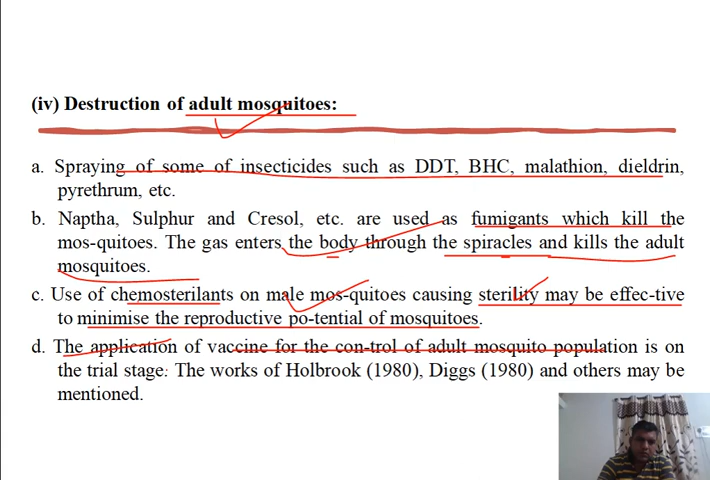 (iv) Destruction of adult mosquitoes:
a. Spraying of some of insecticides such as DDT, BHC, malathion, dieldrin,
pyrethrum, etc.
b. Naptha, Sulphur and Cresol, etc. are used as fumigants which kill the
mos-quitoes. The gas enters the body through the spiracles and kills the adult
mosquitoes.
c. Use of chemosterilants on male mos-quitoes causing sterility may be effec-tive
to minimise the reproductive po-tential of mosquitoes.
d. The application of vaccine for the con-trol of adult mosquito population is on
the trial stage: The works of Holbrook (1980), Diggs (1980) and others may be
mentioned.